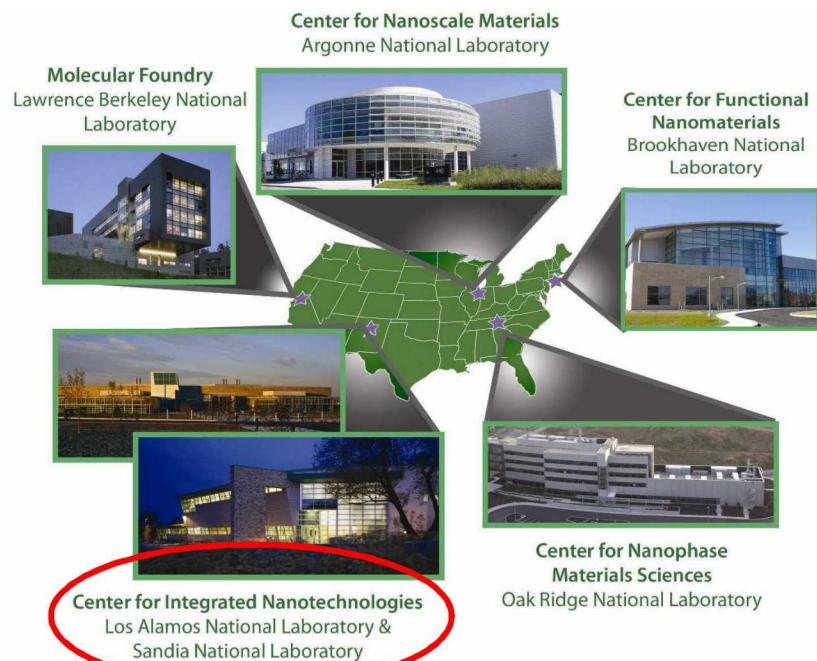 Center for Nanoscale Materials
Argonne National Laboratory
Molecular Foundry
Lawrence Berkeley National
Laboratory
Center for Functional
Nanomaterials
Brookhaven National
Laboratory
Center for Integrated Nanotechnologies
Los Alamos National Laboratory &
Sandia National Laboratory
Center for Nanophase
Materials Sciences
Oak Ridge National Laboratory